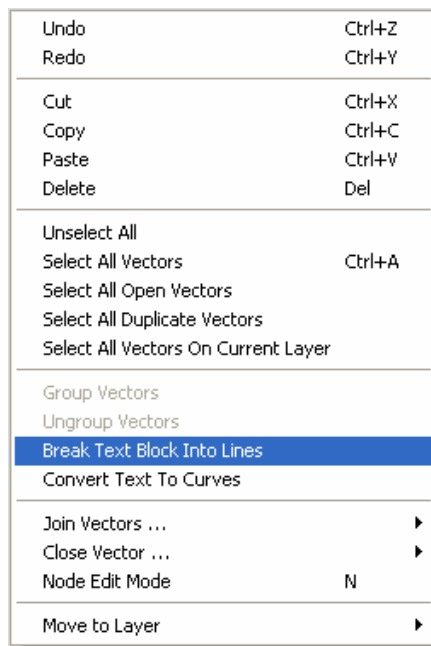 Undo Ctrl+Z
Redo Ctrl+Y
Cut Ctrl+X
Copy Ctrl+C
Paste Ctrl+V
Delete Del
Unselect All
Select All Vectors Ctrl+A
Select All Open Vectors
Select All Duplicate Vectors
Select All Vectors On Current Layer
Group Vectors
Ungroup Vectors
Break Text Block Into Lines
Convert Text To Curves
Join Vectors ...
Close Vector ...
Node Edit Mode N
Move to Layer